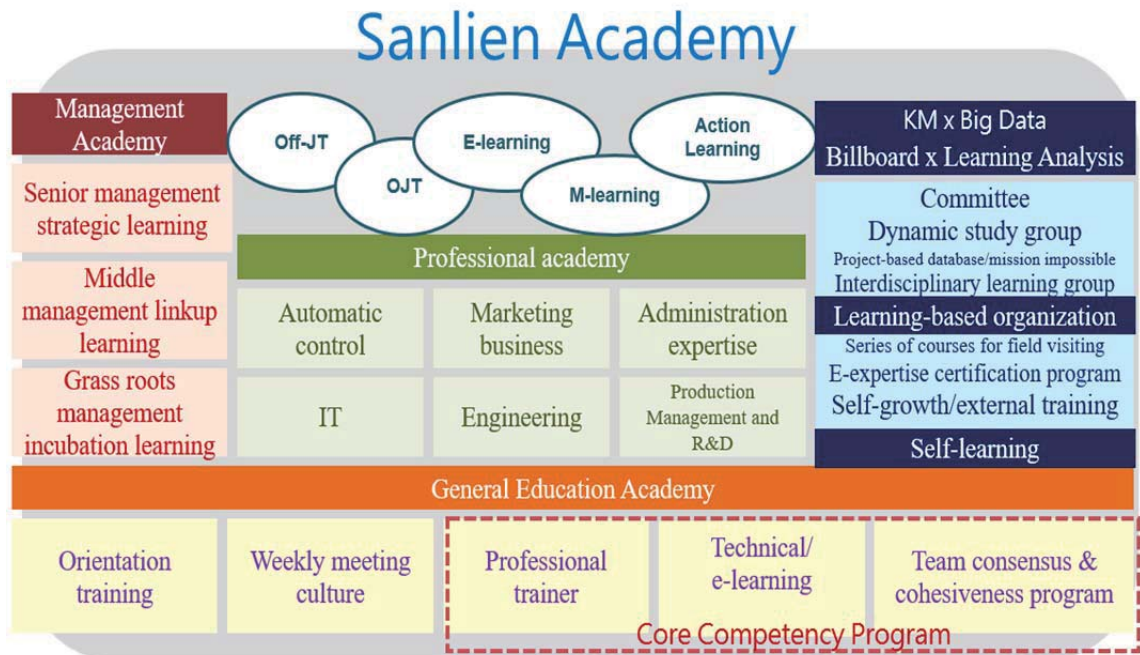 Sanlien Academy
Management
Academy
Senior management
strategic learning
Middle
management linkup
learning
Grass roots
management
incubation learning
Off-JT
OJT
E-learning
M-learning
Action
Learning
Professional academy
Automatic
control
Marketing
business
Administration
expertise
IT
Engineering
Production
Management and
R&D
KM x Big Data
Billboard x Learning Analysis
Committee
Dynamic study group
Project-based database/mission impossible
Interdisciplinary learning group
Learning-based organization
Series of courses for field visiting
E-expertise certification program
Self-growth/external training
Self-learning
General Education Academy
Orientation
training
Weekly meeting
culture
Professional
trainer
Technical/
e-learning
Team consensus &
cohesiveness program
Core Competency Program